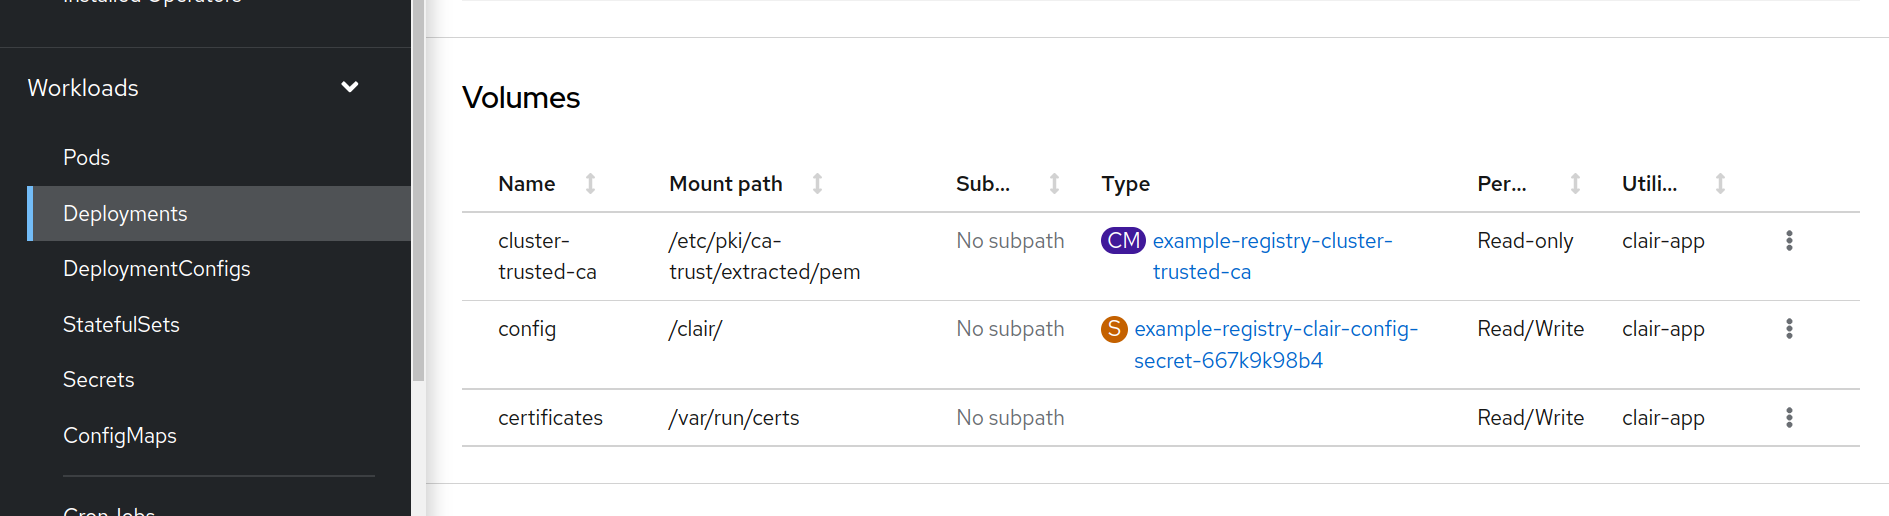 Installed Operators
Workloads
Pods
Deployments
DeploymentConfigs
StatefulSets
Secrets
ConfigMaps
CronJobs
Volumes
Name Mount path Sub... Type Per... Utili...
cluster- /etc/pki/ca- No subpath CM example-registry-cluster- Read-only clair-app
trusted-ca trust/extracted/pem trusted-ca
config /clair/ No subpath S example-registry-clair-config- Read/Write clair-app
secret-667k9k98b4
certificates /var/run/certs No subpath Read/Write clair-app